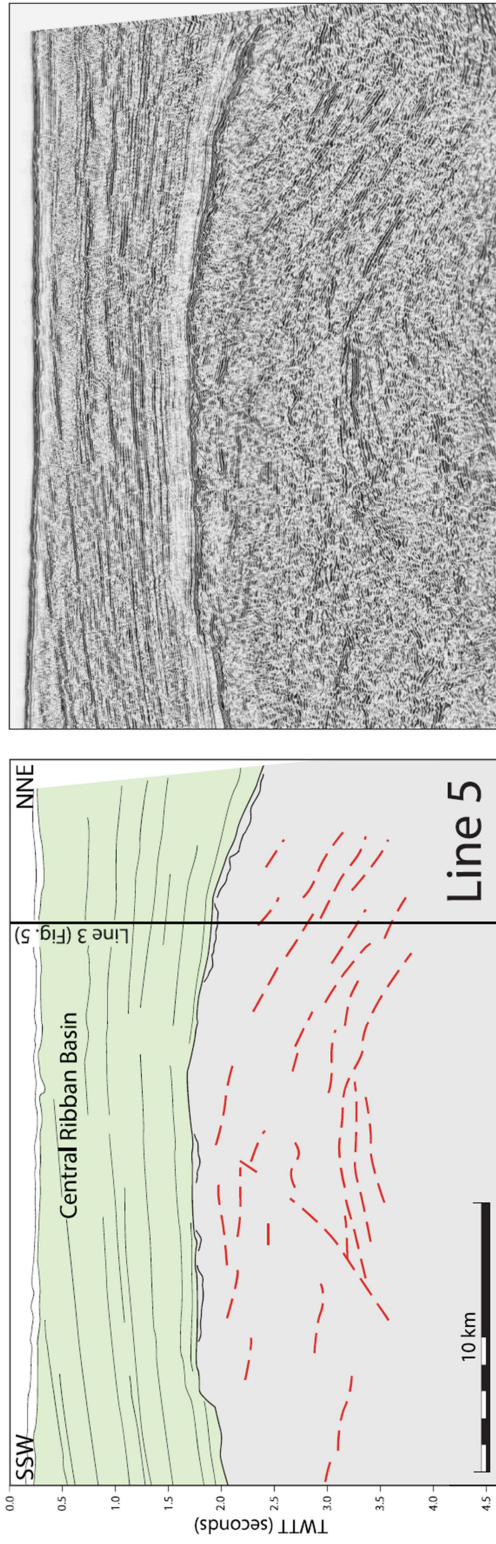 SSW
NNE
Line 3 (Fig. 5)
Central Ribban Basin
0.0
0.5
1.0
1.5
2.0
2.5
3.0
3.5
4.0
4.5
TWTT (seconds)
10 km
Line 5